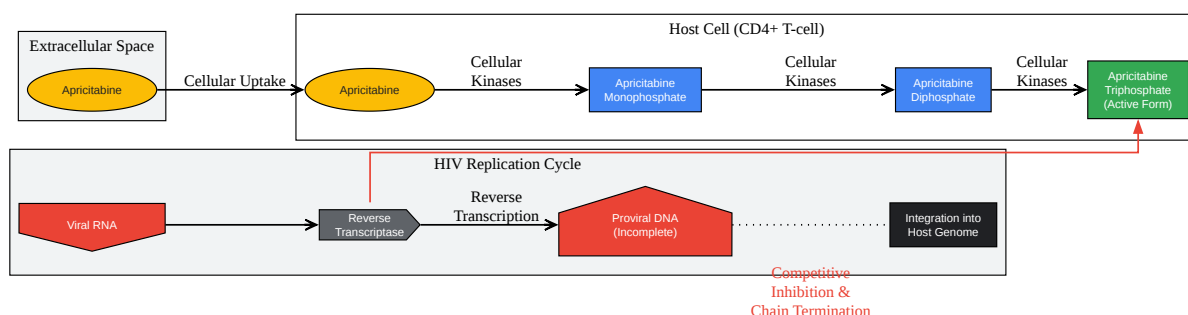 Host Cell (CD4+ T-cell)
Extracellular Space
Apricitabine
Cellular Uptake
Apricitabine
Cellular
Kinases
Apricitabine
Monophosphate
Cellular
Kinases
Apricitabine
Diphosphate
Cellular
Kinases
Apricitabine
Triphosphate
(Active Form)
HIV Replication Cycle
Viral RNA
Reverse
Transcriptase
Reverse
Transcription
Proviral DNA
(Incomplete)
Integration into
Host Genome
Competitive
Inhibition &
Chain Termination